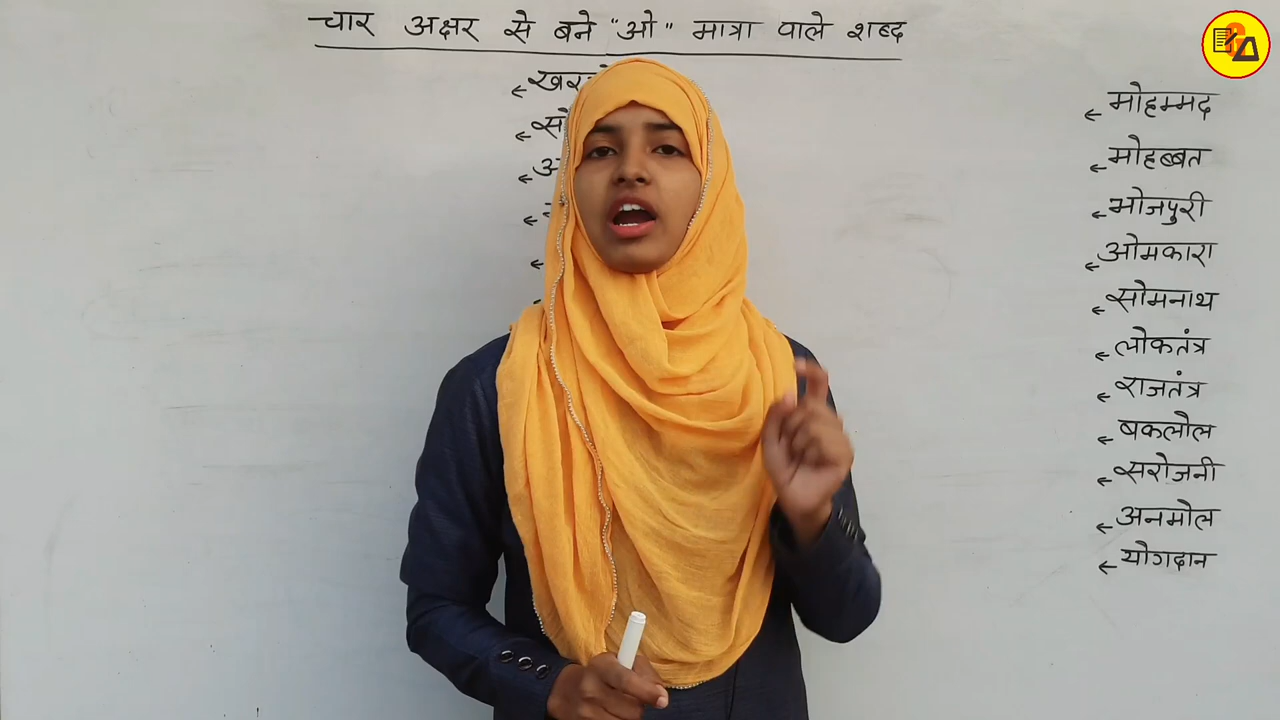 चार अक्षर से बने "ओ" मात्रा वाले शब्द
मोहम्मद
मोहब्बत
भोजपुरी
ओमकारा
सोमनाथ
लोकतंत्र
राजतंत्र
बकलोल
सरोजनी
अनमोल
योगदान